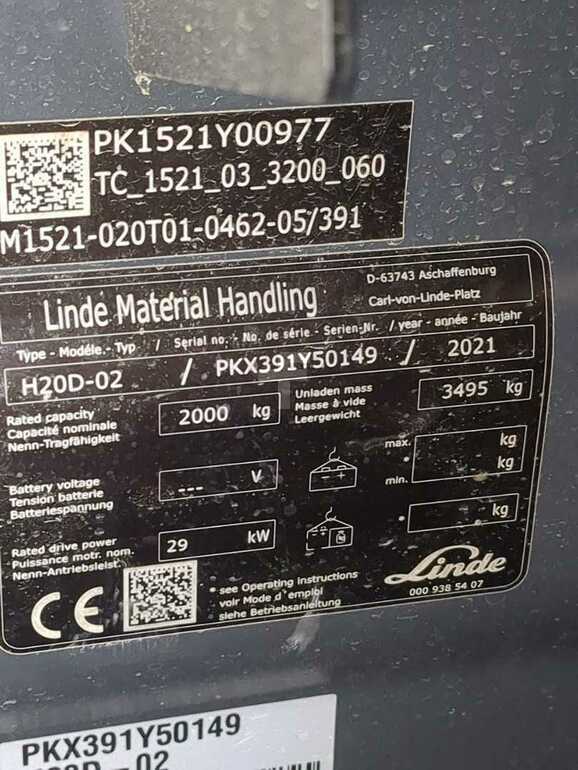 PK1521Y00977
TC_1521_03_3200_060
M1521-020T01-0462-05/391
Linde Material Handling
D-63743 Aschaffenburg
Carl-von-Linde-Platz
Type - Modéle - Typ / Serial no. - No. de série - Serien-Nr. / year - année - Baujahr
H20D-02 / PKX391Y50149 / 2021
Rated capacity
Capacité nominale
Nenn-Tragfähigkeit
2000 kg
Unladen mass
Masse à vide
Leergewicht
3495 kg
Battery voltage
Tension batterie
Batteriespannung
--- V
max. kg
min. * kg
* kg
Rated drive power
Puissance motr. nom.
Nenn-Antriebsleist.
29 kW
CE
* see Operating instructions
voir Mode d'emploi
siehe Betriebsanleitung
Linde
000 938 54 07
PKX391Y50149